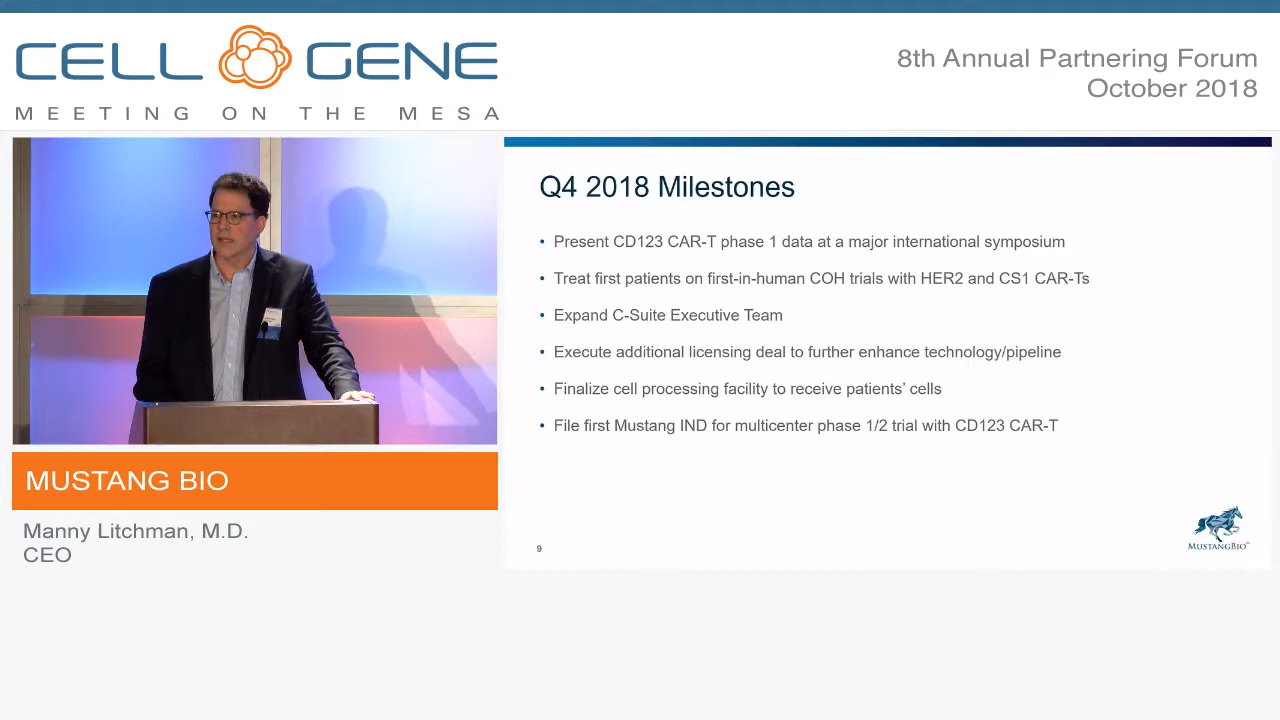 CELL GENE
MEETING ON THE MESA
8th Annual Partnering Forum
October 2018
Q4 2018 Milestones
• Present CD123 CAR-T phase 1 data at a major international symposium
• Treat first patients on first-in-human COH trials with HER2 and CS1 CAR-Ts
• Expand C-Suite Executive Team
• Execute additional licensing deal to further enhance technology/pipeline
• Finalize cell processing facility to receive patients’ cells
• File first Mustang IND for multicenter phase 1/2 trial with CD123 CAR-T
9
MUSTANGBIO
MUSTANG BIO
Manny Litchman, M.D.
CEO